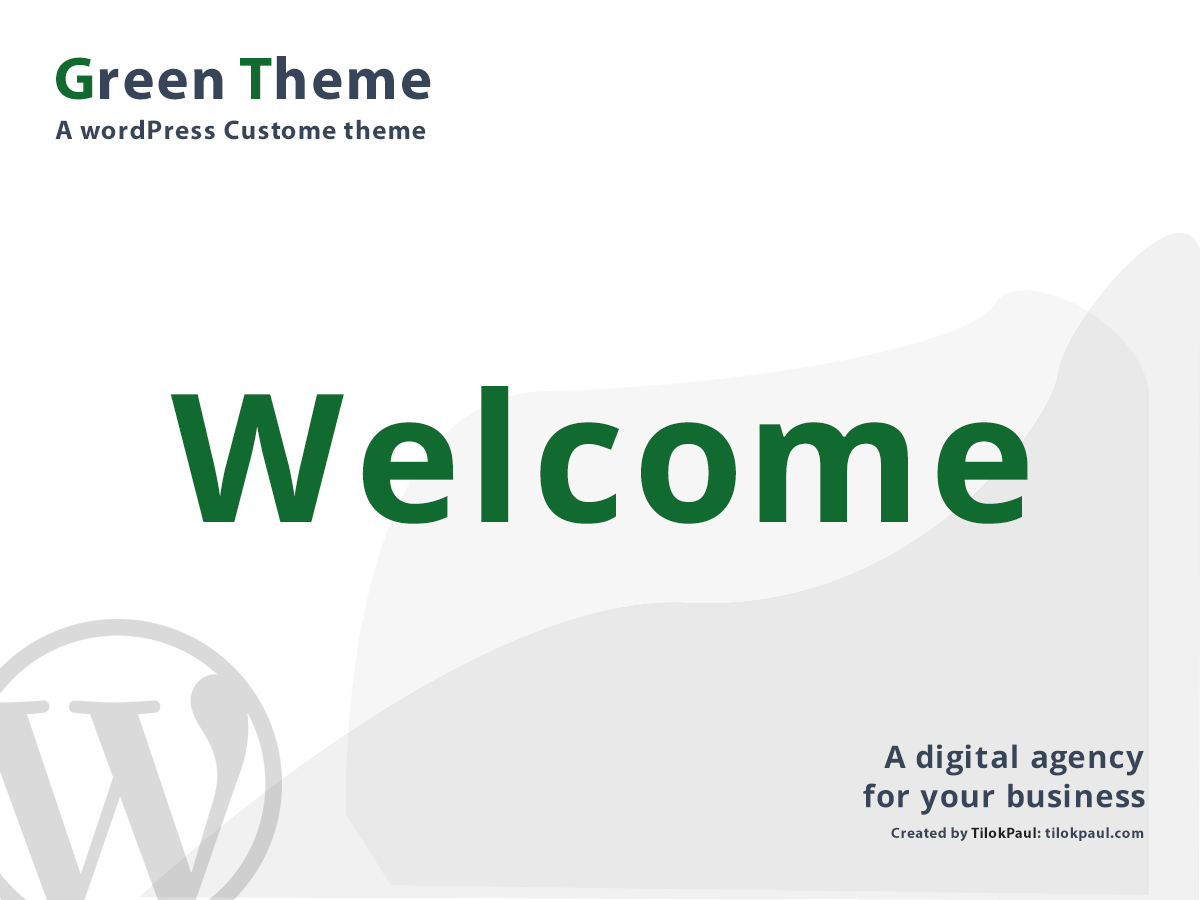 Green Theme
A wordPress Custome theme
Welcome
A digital agency
for your business
Created by TilokPaul: tilokpaul.com